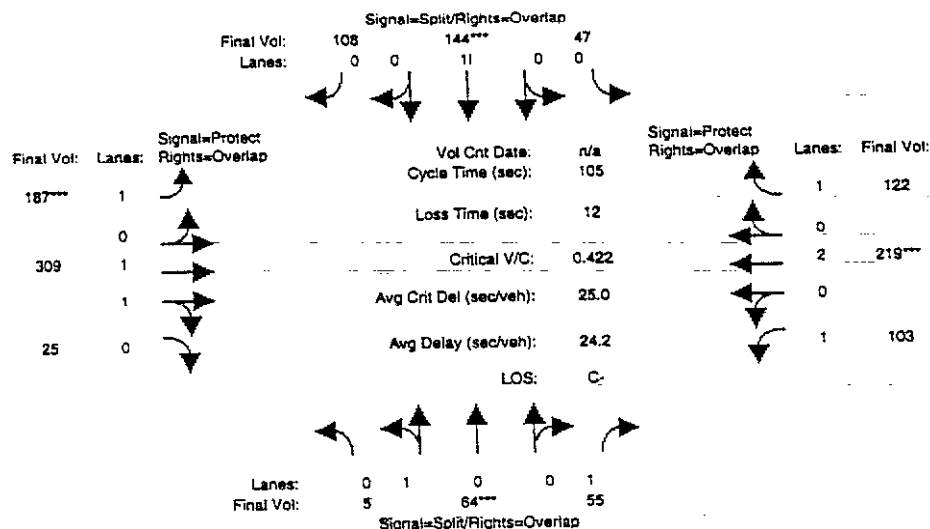 Signal=Split/Rights=Overlap
Final Vol: 108 144*** 47
Lanes: 0 0 1! 0 0
Signal=Protect
Rights=Overlap
Signal=Protect
Rights=Overlap
Final Vol: Lanes:
Vol Cnt Date: n/a
Lanes: Final Vol:
Cycle Time (sec): 105
187*** 1
1 122
Loss Time (sec): 12
0
0
309 1
Critical V/C: 0.422
2 219***
1
Avg Crit Del (sec/veh): 25.0
0
25 0
Avg Delay (sec/veh): 24.2
1 103
LOS: C-
Lanes: 0 1 0 0 1
Final Vol: 5 64*** 55
Signal=Split/Rights=Overlap